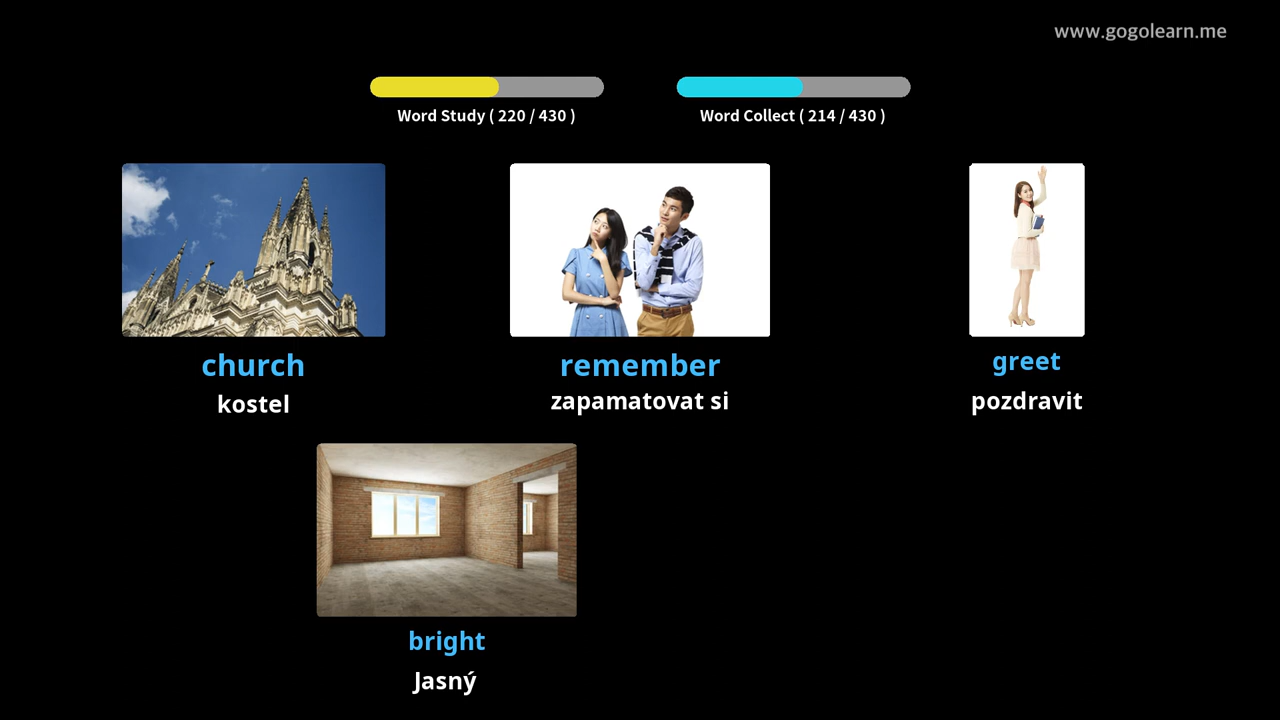 www.gogolearn.me
Word Study ( 220 / 430 )
Word Collect ( 214 / 430 )
church
kostel
remember
zapamatovat si
greet
pozdravit
bright
Jasný